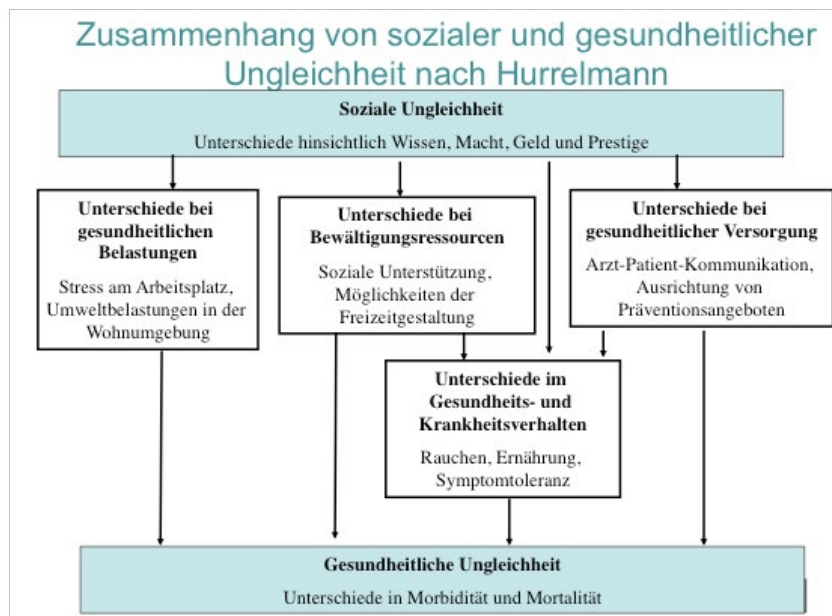 Zusammenhang von sozialer und gesundheitlicher
Ungleichheit nach Hurrelmann
Soziale Ungleichheit
Unterschiede hinsichtlich Wissen, Macht, Geld und Prestige
Unterschiede bei
gesundheitlichen
Belastungen
Stress am Arbeitsplatz,
Umweltbelastungen in der
Wohnumgebung
Unterschiede bei
Bewältigungsressourcen
Soziale Unterstützung,
Möglichkeiten der
Freizeitgestaltung
Unterschiede bei
gesundheitlicher Versorgung
Arzt-Patient-Kommunikation,
Ausrichtung von
Präventionsangeboten
Unterschiede im
Gesundheits- und
Krankheitsverhalten
Rauchen, Ernährung,
Symptomtoleranz
Gesundheitliche Ungleichheit
Unterschiede in Morbidität und Mortalität